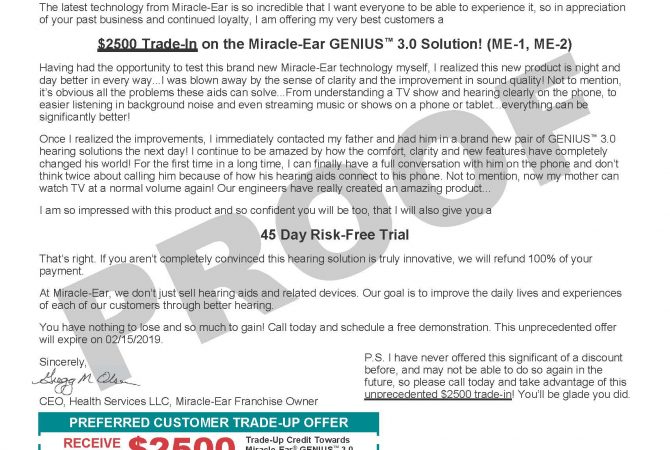 The latest technology from Miracle-Ear is so incredible that I want everyone to be able to experience it, so in appreciation
of your past business and continued loyalty, I am offering my very best customers a
$2500 Trade-In on the Miracle-Ear GENIUS™ 3.0 Solution! (ME-1, ME-2)
Having had the opportunity to test this brand new Miracle-Ear technology myself, I realized this new product is night and
day better in every way...I was blown away by the sense of clarity and the improvement in sound quality! Not to mention,
it's obvious all the problems these aids can solve...From understanding a TV show and hearing clearly on the phone, to
easier listening in background noise and even streaming music or shows on a phone or tablet...everything can be
significantly better!
Once I realized the improvements, I immediately contacted my father and had him in a brand new pair of GENIUS™ 3.0
hearing solutions the next day! I continue to be amazed by how the comfort, clarity and new features have completely
changed his world! For the first time in a long time, I can finally have a full conversation with him on the phone and don't
think twice about calling him because of how his hearing aids connect to his phone. Not to mention, now my mother can
watch TV at a normal volume again! Our engineers have really created an amazing product...
I am so impressed with this product and so confident you will be too, that I will also give you a
45 Day Risk-Free Trial
That's right. If you aren't completely convinced this hearing solution is truly innovative, we will refund 100% of your
payment.
At Miracle-Ear, we don't just sell hearing aids and related devices. Our goal is to improve the daily lives and experiences
of each of our customers through better hearing.
You have nothing to lose and so much to gain! Call today and schedule a free demonstration. This unprecedented offer
will expire on 02/15/2019.
Sincerely,
Gregg M Olsen
CEO, Health Services LLC, Miracle-Ear Franchise Owner
P.S. I have never offered this significant of a discount
before, and may not be able to do so again in the
future, so please call today and take advantage of this
unprecedented $2500 trade-in! You'll be glade you did.
PREFERRED CUSTOMER TRADE-UP OFFER
RECEIVE $2500 Trade-Up Credit Towards
Miracle-Ear® GENIUS™ 3.0
PROOF